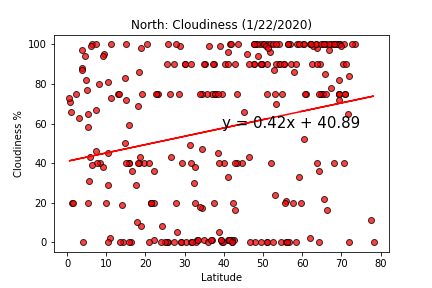 North: Cloudiness (1/22/2020)
100
80
60
40
20
0
Cloudiness %
y = 0.42x + 40.89
0 10 20 30 40 50 60 70 80
Latitude